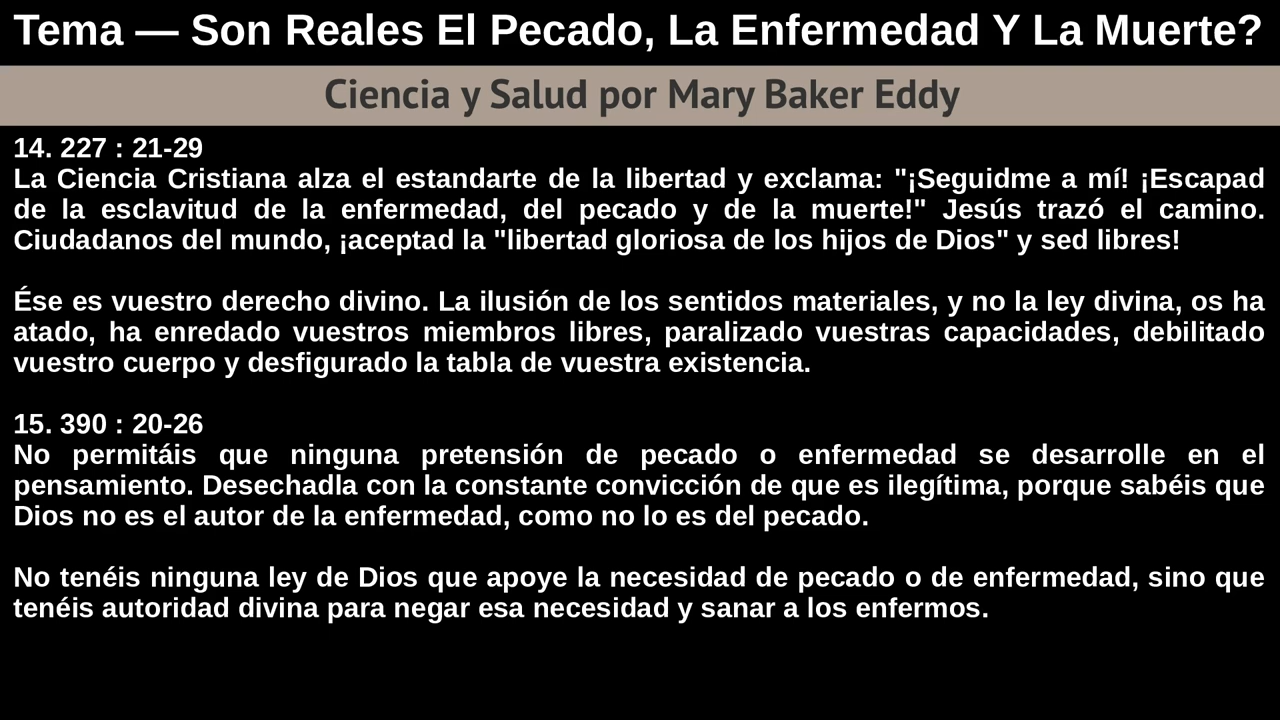 Tema — Son Reales El Pecado, La Enfermedad Y La Muerte?
Ciencia y Salud por Mary Baker Eddy
14. 227 : 21-29
La Ciencia Cristiana alza el estandarte de la libertad y exclama: "¡Seguidme a mí! ¡Escapad
de la esclavitud de la enfermedad, del pecado y de la muerte!" Jesús trazó el camino.
Ciudadanos del mundo, ¡aceptad la "libertad gloriosa de los hijos de Dios" y sed libres!
Ése es vuestro derecho divino. La ilusión de los sentidos materiales, y no la ley divina, os ha
atado, ha enredado vuestros miembros libres, paralizado vuestras capacidades, debilitado
vuestro cuerpo y desfigurado la tabla de vuestra existencia.
15. 390 : 20-26
No permitáis que ninguna pretensión de pecado o enfermedad se desarrolle en el
pensamiento. Desechadla con la constante convicción de que es ilegítima, porque sabéis que
Dios no es el autor de la enfermedad, como no lo es del pecado.
No tenéis ninguna ley de Dios que apoye la necesidad de pecado o de enfermedad, sino que
tenéis autoridad divina para negar esa necesidad y sanar a los enfermos.